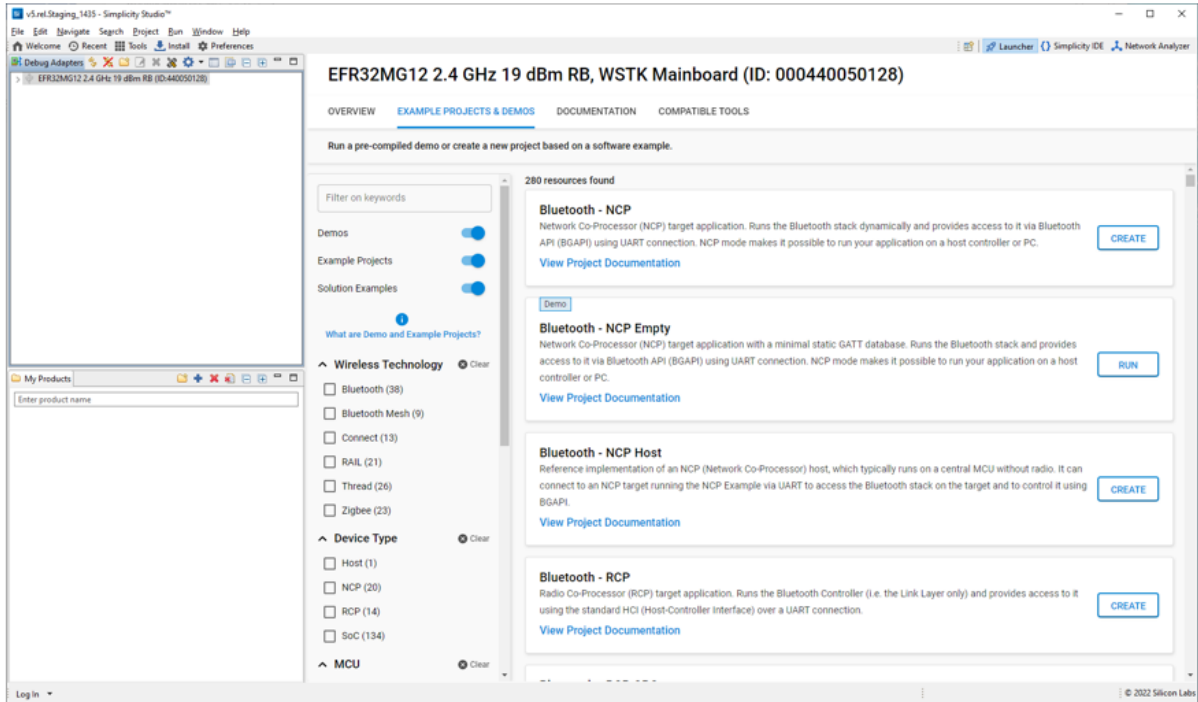 v5.rel.Staging_1435 - Simplicity Studio™
File Edit Navigate Search Project Run Window Help
Welcome Recent Tools Install Preferences
Launcher Simplicity IDE Network Analyzer
Debug Adapters
EFR32MG12 2.4 GHz 19 dBm RB (ID:440050128)
EFR32MG12 2.4 GHz 19 dBm RB, WSTK Mainboard (ID: 000440050128)
OVERVIEW EXAMPLE PROJECTS & DEMOS DOCUMENTATION COMPATIBLE TOOLS
Run a pre-compiled demo or create a new project based on a software example.
Filter on keywords
Demos
Example Projects
Solution Examples
What are Demo and Example Projects?
Wireless Technology Clear
Bluetooth (38)
Bluetooth Mesh (9)
Connect (13)
RAIL (21)
Thread (26)
Zigbee (23)
Device Type Clear
Host (1)
NCP (20)
RCP (14)
SoC (134)
MCU Clear
280 resources found
Bluetooth - NCP
Network Co-Processor (NCP) target application. Runs the Bluetooth stack dynamically and provides access to it via Bluetooth
API (BGAPI) using UART connection. NCP mode makes it possible to run your application on a host controller or PC.
View Project Documentation
CREATE
Demo
Bluetooth - NCP Empty
Network Co-Processor (NCP) target application with a minimal static GATT database. Runs the Bluetooth stack and provides
access to it via Bluetooth API (BGAPI) using UART connection. NCP mode makes it possible to run your application on a host
controller or PC.
View Project Documentation
RUN
Bluetooth - NCP Host
Reference implementation of an NCP (Network Co-Processor) host, which typically runs on a central MCU without radio. It can
connect to an NCP target running the NCP Example via UART to access the Bluetooth stack on the target and to control it using
BGAPI.
View Project Documentation
CREATE
Bluetooth - RCP
Radio Co-Processor (RCP) target application. Runs the Bluetooth Controller (i.e. the Link Layer only) and provides access to it
using the standard HCI (Host-Controller Interface) over a UART connection.
View Project Documentation
CREATE
My Products
Enter product name
Log In
© 2022 Silicon Labs